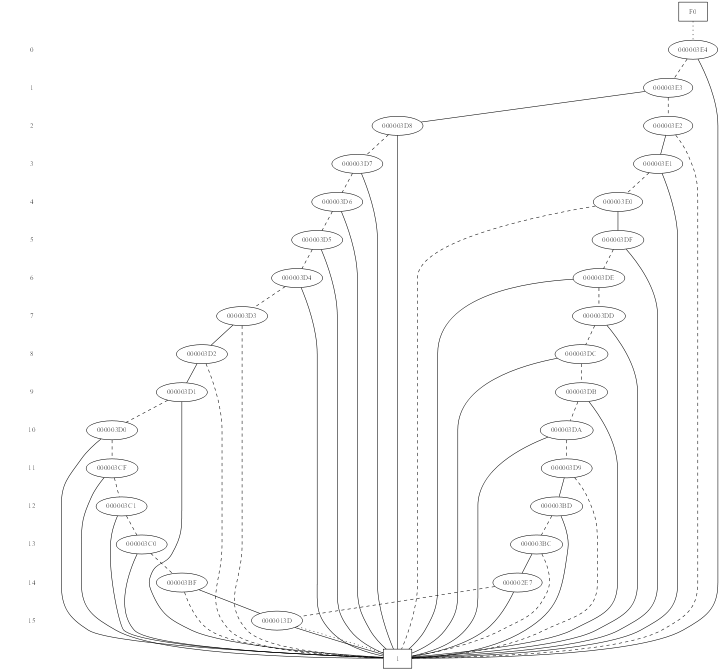 F0
0 000003E4
1 000003E3
2 000003D8 000003E2
3 000003D7 000003E1
4 000003D6 000003E0
5 000003D5 000003DF
6 000003D4 000003DE
7 000003D3 000003DD
8 000003D2 000003DC
9 000003D1 000003DB
10 000003D0 000003DA
11 000003CF 000003D9
12 000003C1 000003BD
13 000003C0 000003BC
14 000003BF 000002E7
15 0000013D
1